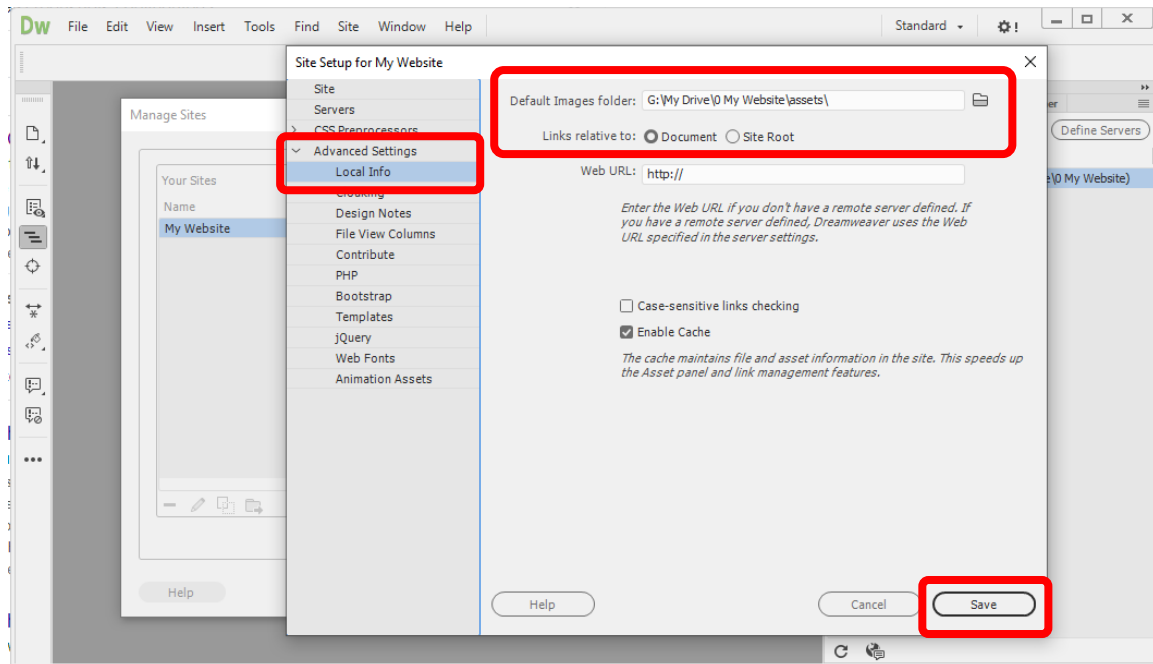 Dw File Edit View Insert Tools Find Site Window Help Standard
Site Setup for My Website
Manage Sites
Your Sites
Name
My Website
Help
Site
Servers
CSS Preprocessors
Advanced Settings
Local Info
Cloaking
Design Notes
File View Columns
Contribute
PHP
Bootstrap
Templates
jQuery
Web Fonts
Animation Assets
Default Images folder: G:\My Drive\0 My Website\assets\
Links relative to: Document Site Root
Web URL: http://
Enter the Web URL if you don't have a remote server defined. If
you have a remote server defined, Dreamweaver uses the Web
URL specified in the server settings.
Case-sensitive links checking
Enable Cache
The cache maintains file and asset information in the site. This speeds up
the Asset panel and link management features.
Help Cancel Save
Define Servers
\0 My Website)